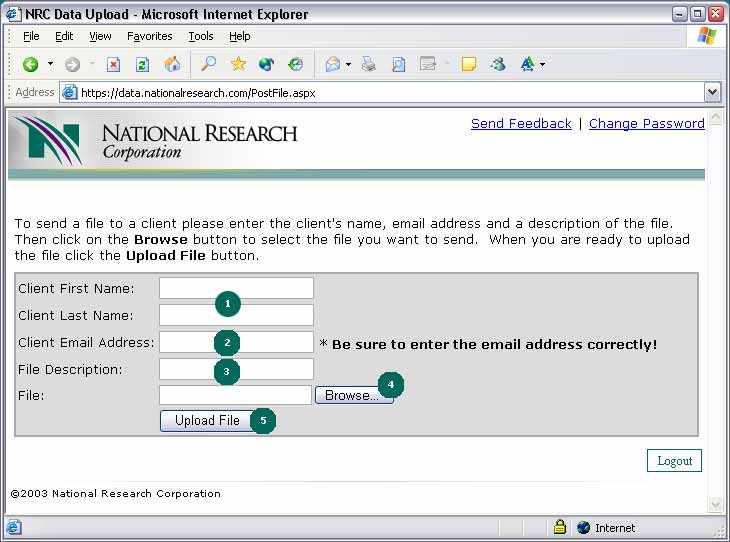 NRC Data Upload - Microsoft Internet Explorer
File Edit View Favorites Tools Help
Address https://data.nationalresearch.com/PostFile.aspx
Send Feedback | Change Password
NATIONAL RESEARCH
Corporation
To send a file to a client please enter the client's name, email address and a description of the file.
Then click on the Browse button to select the file you want to send. When you are ready to upload
the file click the Upload File button.
Client First Name:
1
Client Last Name:
Client Email Address: 2 * Be sure to enter the email address correctly!
File Description: 3
File: Browse... 4
Upload File 5
Logout
©2003 National Research Corporation
Internet